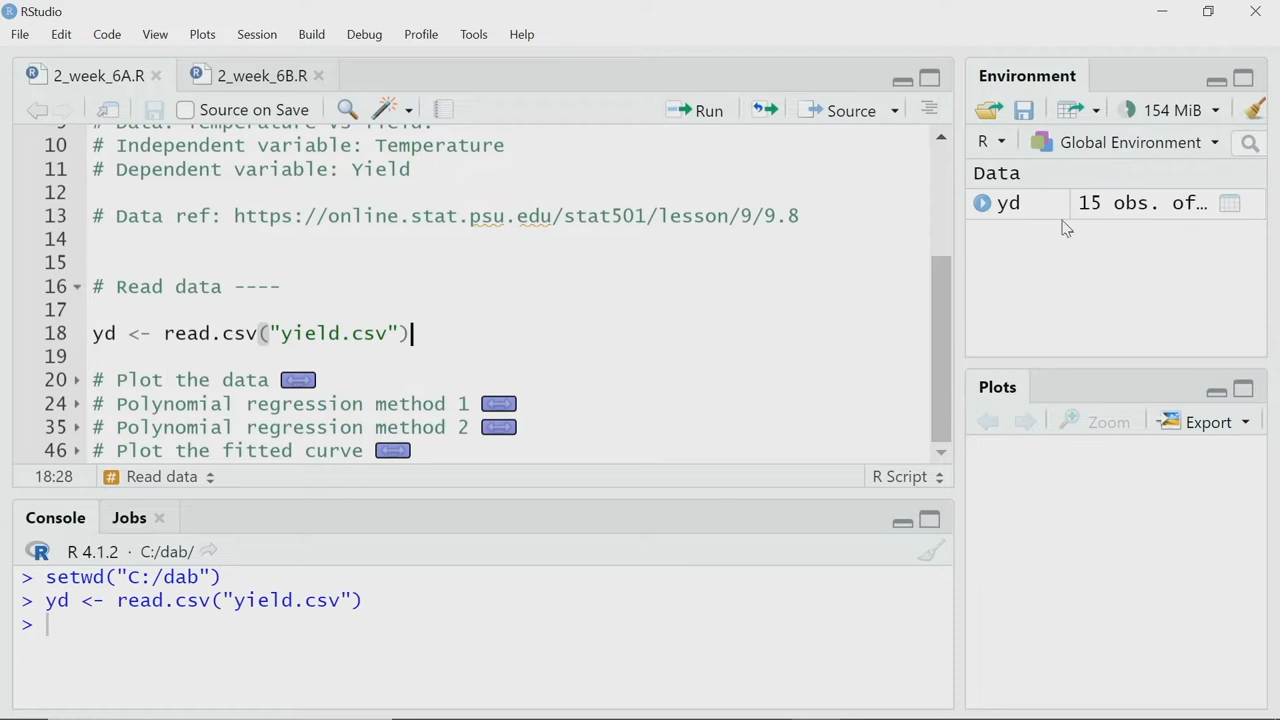 RStudio
File Edit Code View Plots Session Build Debug Profile Tools Help
2_week_6A.R 2_week_6B.R
Source on Save Run Source
9 # Data: Temperature vs Yield.
10 # Independent variable: Temperature
11 # Dependent variable: Yield
12
13 # Data ref: https://online.stat.psu.edu/stat501/lesson/9/9.8
14
15
16 # Read data ----
17
18 yd <- read.csv("yield.csv")
19
20 # Plot the data
24 # Polynomial regression method 1
35 # Polynomial regression method 2
46 # Plot the fitted curve
18:28 Read data R Script
Console Jobs
R 4.1.2 · C:/dab/
> setwd("C:/dab")
> yd <- read.csv("yield.csv")
>
Environment
154 MiB
R Global Environment
Data
yd 15 obs. of…
Plots
Zoom Export